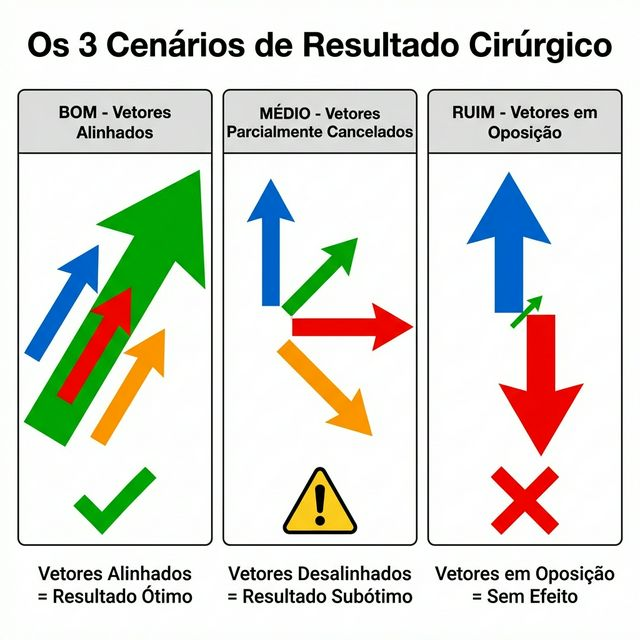 Os 3 Cenários de Resultado Cirúrgico
BOM - Vetores
Alinhados
MÉDIO - Vetores
Parcialmente Cancelados
RUIM - Vetores em
Oposição
Vetores Alinhados
= Resultado Ótimo
Vetores Desalinhados
= Resultado Subótimo
Vetores em Oposição
= Sem Efeito